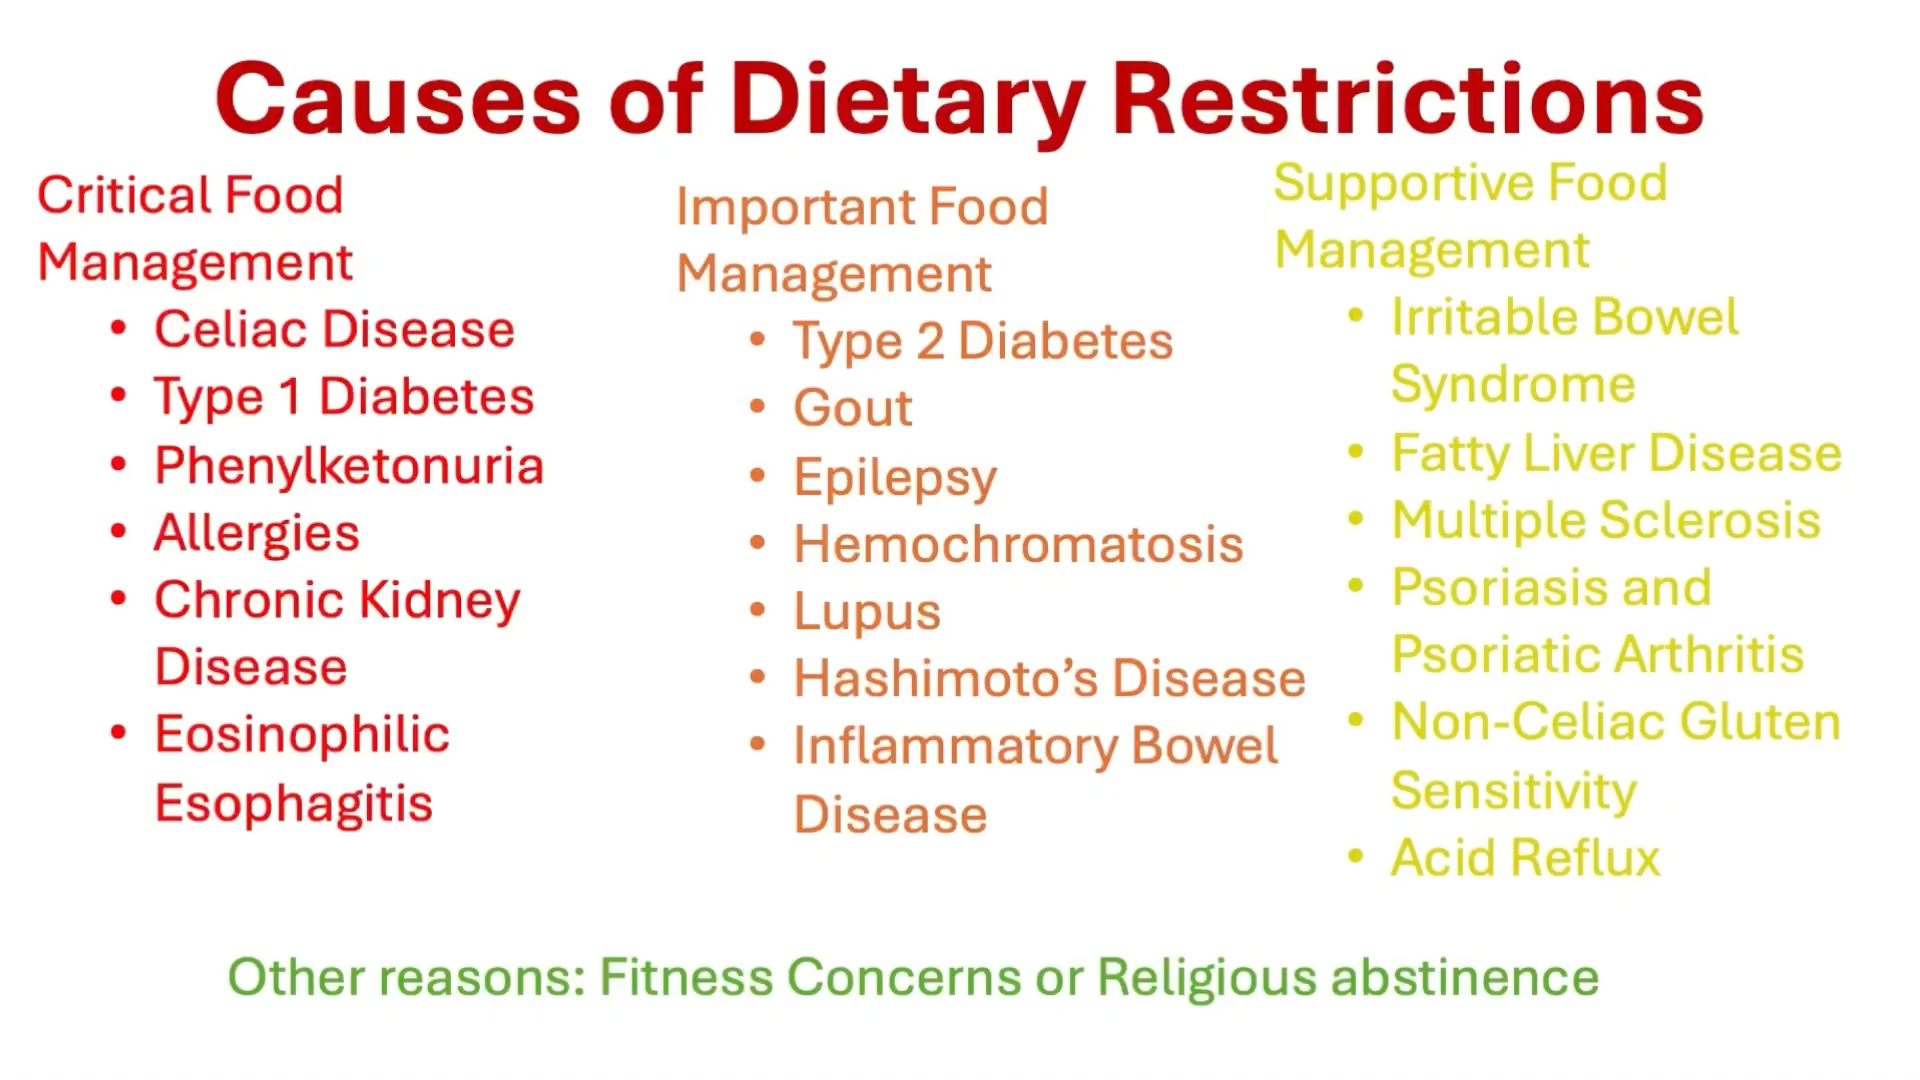 Causes of Dietary Restrictions
Critical Food
Management
• Celiac Disease
• Type 1 Diabetes
• Phenylketonuria
• Allergies
• Chronic Kidney
Disease
• Eosinophilic
Esophagitis
Important Food
Management
• Type 2 Diabetes
• Gout
• Epilepsy
• Hemochromatosis
• Lupus
• Hashimoto’s Disease
• Inflammatory Bowel
Disease
Supportive Food
Management
• Irritable Bowel
Syndrome
• Fatty Liver Disease
• Multiple Sclerosis
• Psoriasis and
Psoriatic Arthritis
• Non-Celiac Gluten
Sensitivity
• Acid Reflux
Other reasons: Fitness Concerns or Religious abstinence